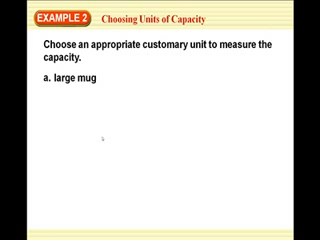 EXAMPLE 2 Choosing Units of Capacity
Choose an appropriate customary unit to measure the
capacity.
a. large mug